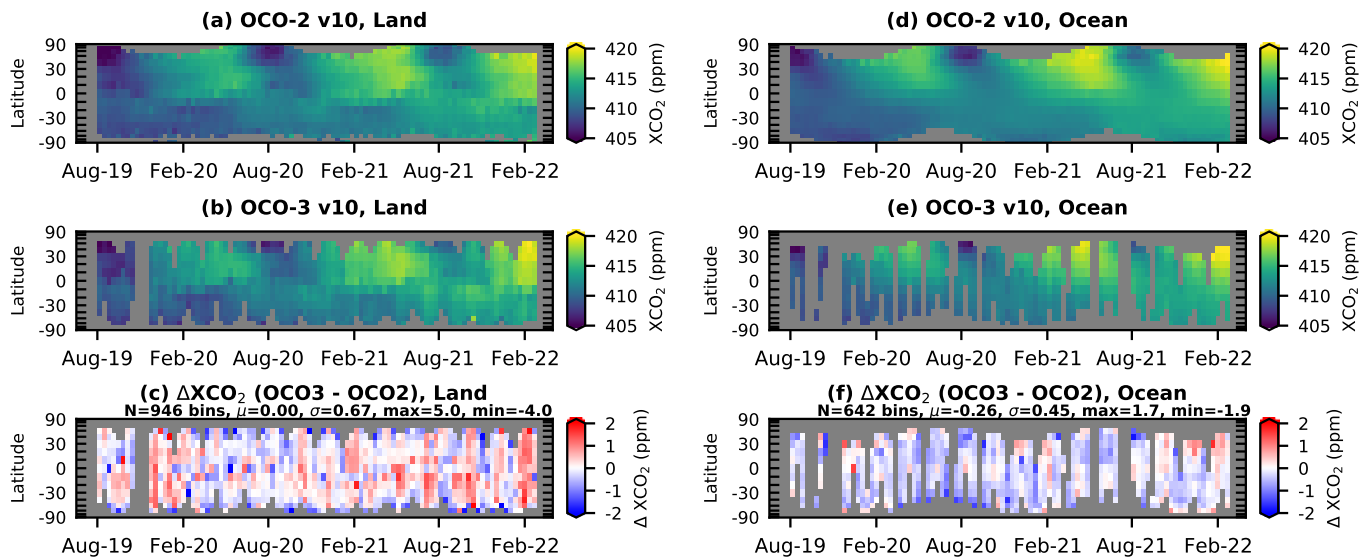 (a) OCO-2 v10, Land
90
30
0
-30
-90
Latitude
Aug-19 Feb-20 Aug-20 Feb-21 Aug-21 Feb-22
420
415
410
405
XCO₂ (ppm)
(d) OCO-2 v10, Ocean
90
30
0
-30
-90
Latitude
Aug-19 Feb-20 Aug-20 Feb-21 Aug-21 Feb-22
420
415
410
405
XCO₂ (ppm)
(b) OCO-3 v10, Land
90
30
0
-30
-90
Latitude
Aug-19 Feb-20 Aug-20 Feb-21 Aug-21 Feb-22
420
415
410
405
XCO₂ (ppm)
(e) OCO-3 v10, Ocean
90
30
0
-30
-90
Latitude
Aug-19 Feb-20 Aug-20 Feb-21 Aug-21 Feb-22
420
415
410
405
XCO₂ (ppm)
(c) ΔXCO₂ (OCO3 - OCO2), Land
N=946 bins, μ=0.00, σ=0.67, max=5.0, min=-4.0
90
30
0
-30
-90
Latitude
Aug-19 Feb-20 Aug-20 Feb-21 Aug-21 Feb-22
2
1
0
-1
-2
Δ XCO₂ (ppm)
(f) ΔXCO₂ (OCO3 - OCO2), Ocean
N=642 bins, μ=-0.26, σ=0.45, max=1.7, min=-1.9
90
30
0
-30
-90
Latitude
Aug-19 Feb-20 Aug-20 Feb-21 Aug-21 Feb-22
2
1
0
-1
-2
Δ XCO₂ (ppm)